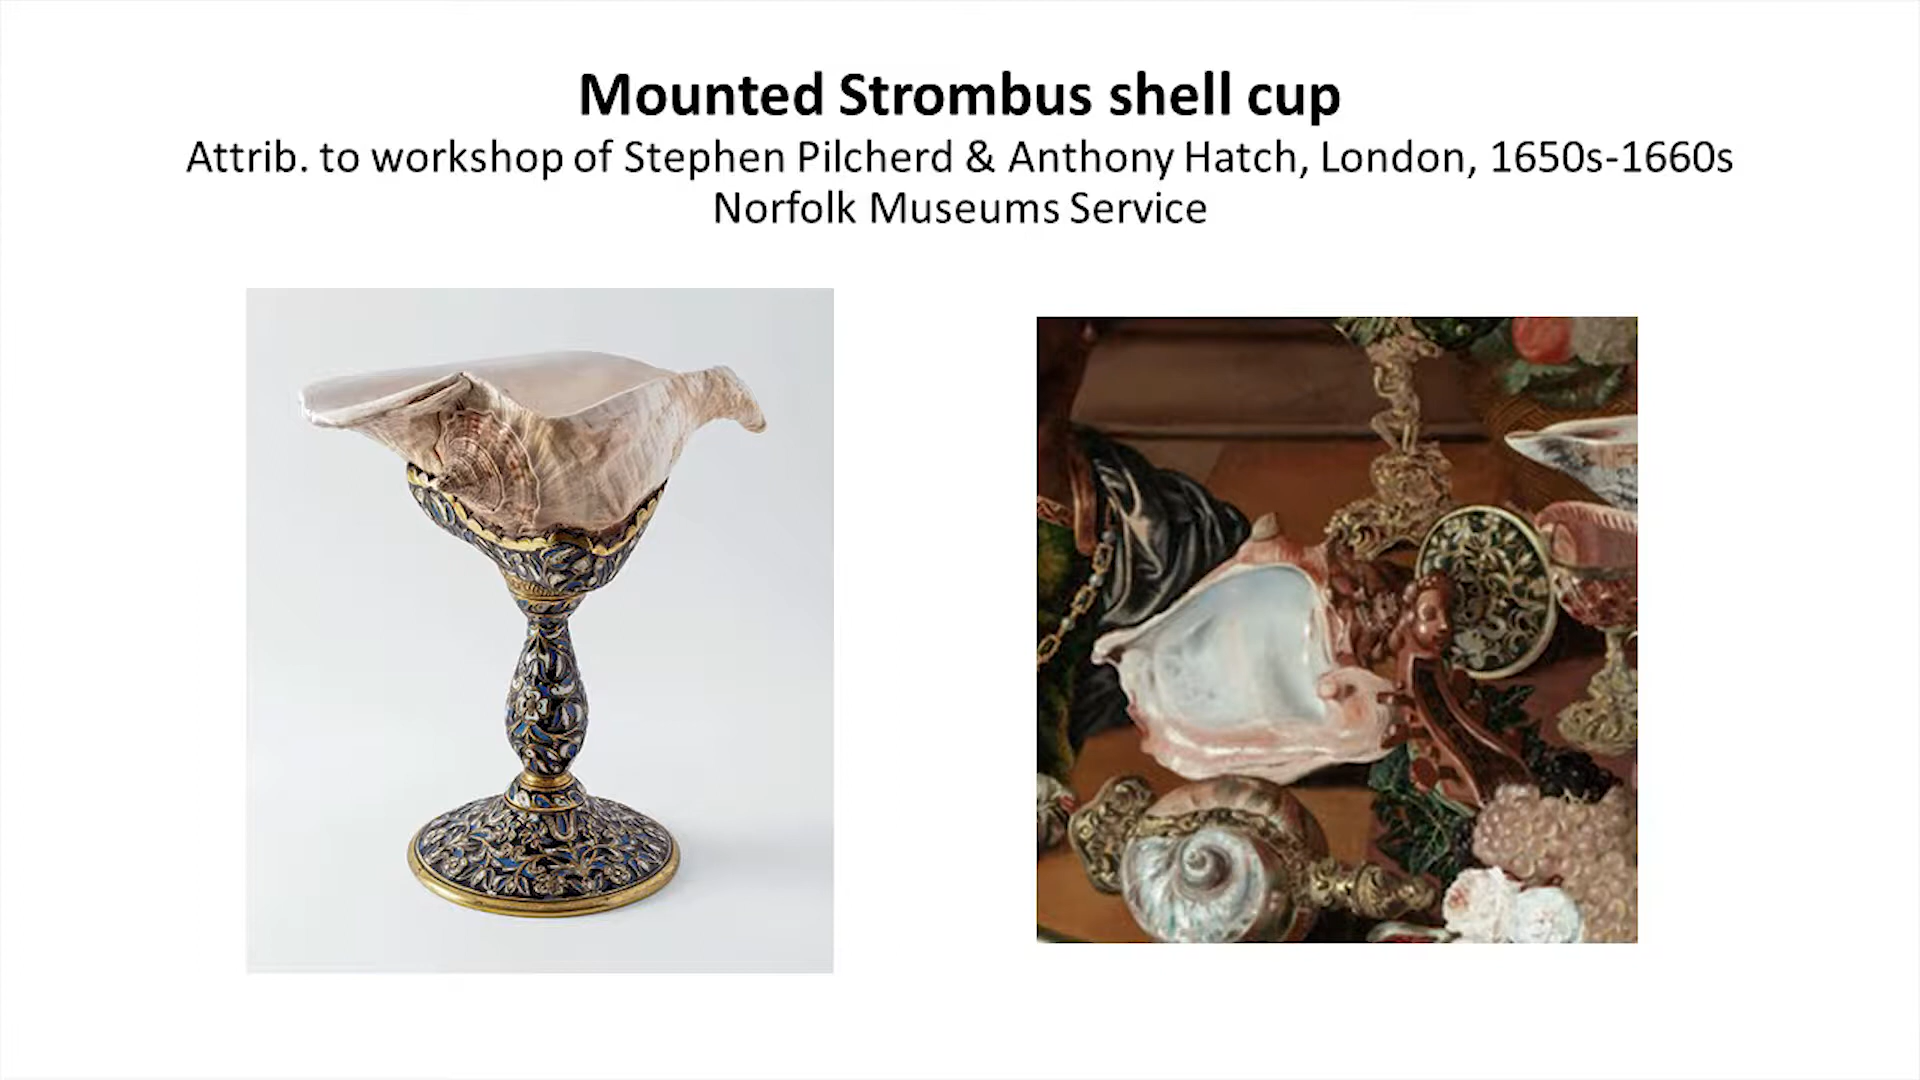 Mounted Strombus shell cup
Attrib. to workshop of Stephen Pilcherd & Anthony Hatch, London, 1650s-1660s
Norfolk Museums Service